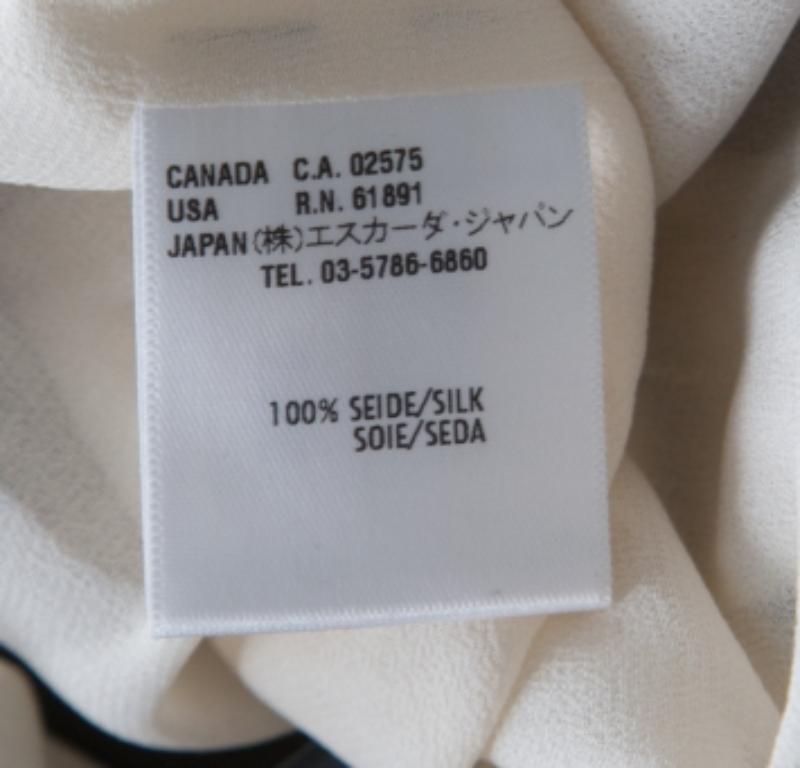 CANADA C.A. 02575
USA R.N. 61891
JAPAN(株)エスカーダ・ジャパン
TEL. 03-5786-6860
100% SEIDE/SILK
SOIE/SEDA